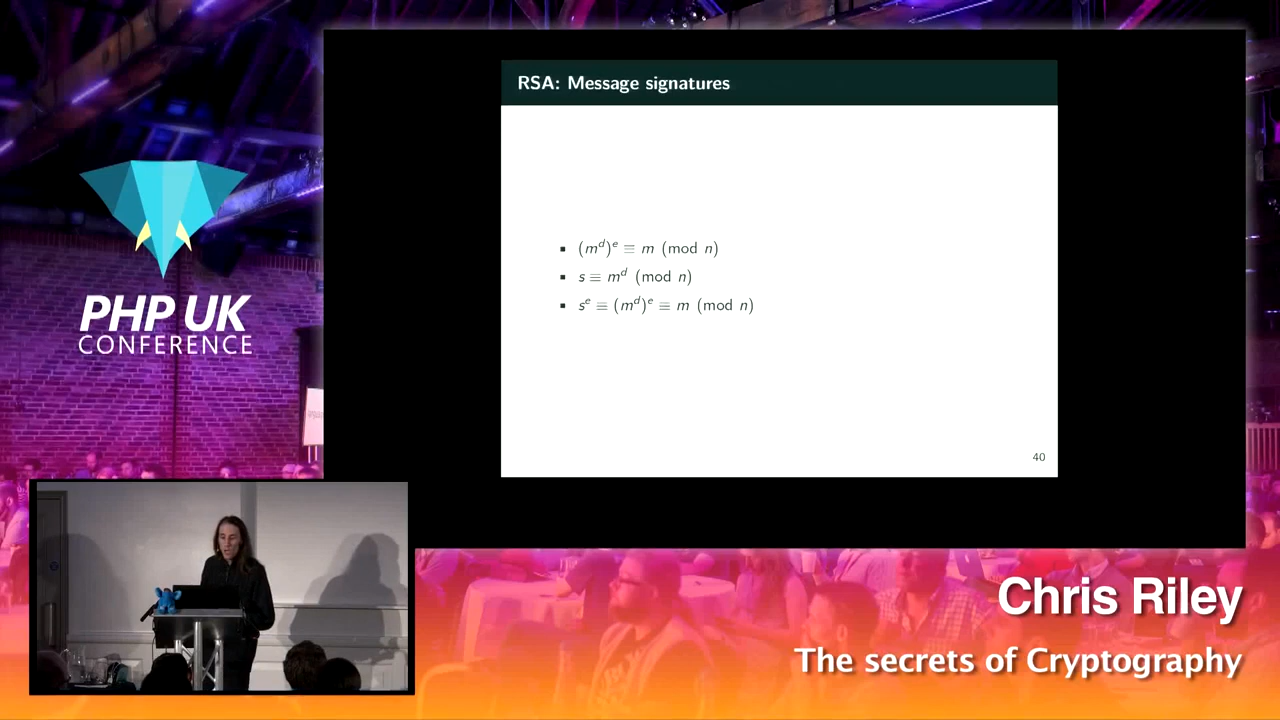 RSA: Message signatures
▪ (m^d)^e ≡ m (mod n)
▪ s ≡ m^d (mod n)
▪ s^e ≡ (m^d)^e ≡ m (mod n)
40
PHP UK
CONFERENCE
Chris Riley
The secrets of Cryptography